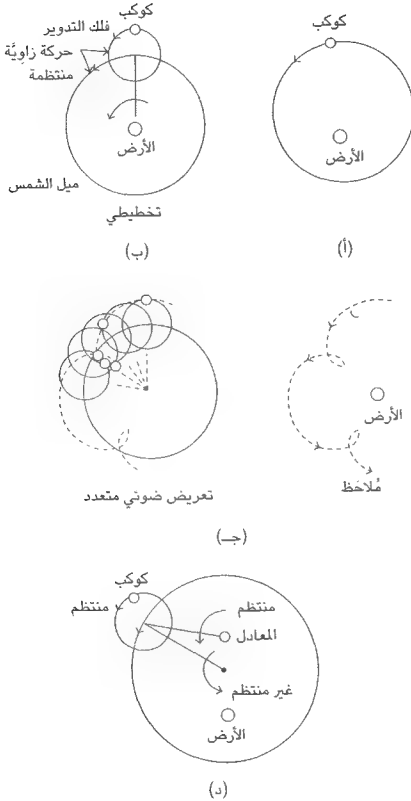 كوكب
الأرض
(أ)
كوكب
فلك التدوير
حركة زاويَّة
منتظمة
الأرض
ميل الشمس
تخطيطي
(ب)
الأرض
مُلاحَظ
تعريض ضوئي متعدد
(جـ)
كوكب
منتظم
منتظم
المعادل
غير منتظم
الأرض
(د)